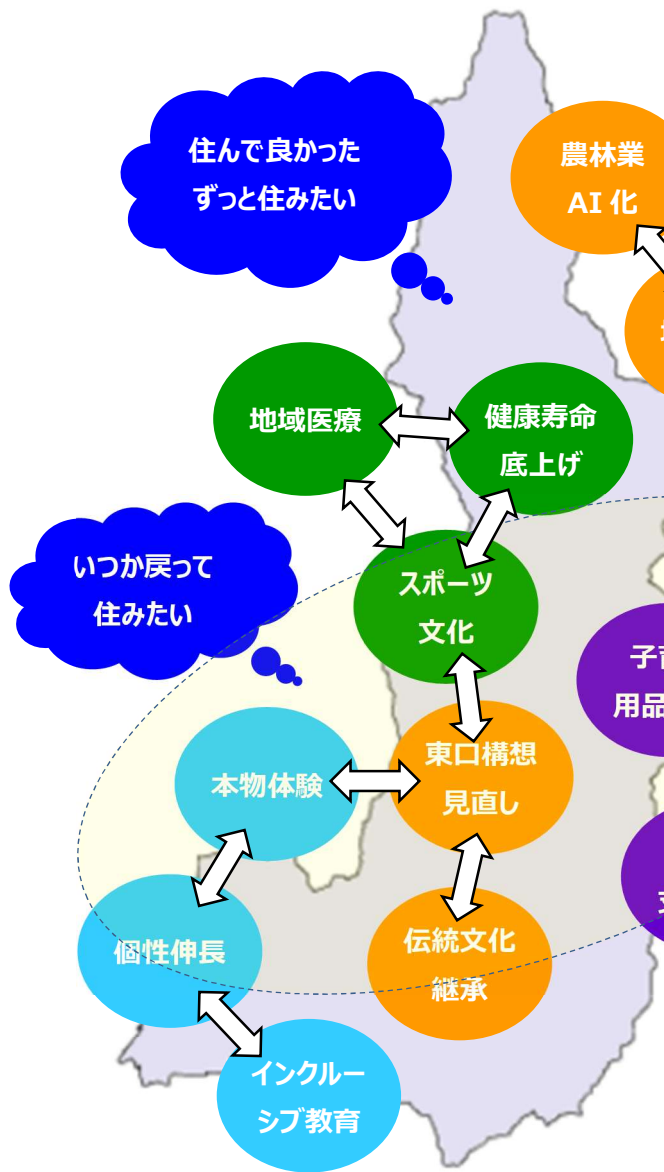 住んで良かった
ずっと住みたい
農林業
AI 化
地域医療
健康寿命
底上げ
いつか戻って
住みたい
スポーツ
文化
用品
本物体験
東口構想
見直し
個性伸長
伝統文化
継承
インクルー
シブ教育